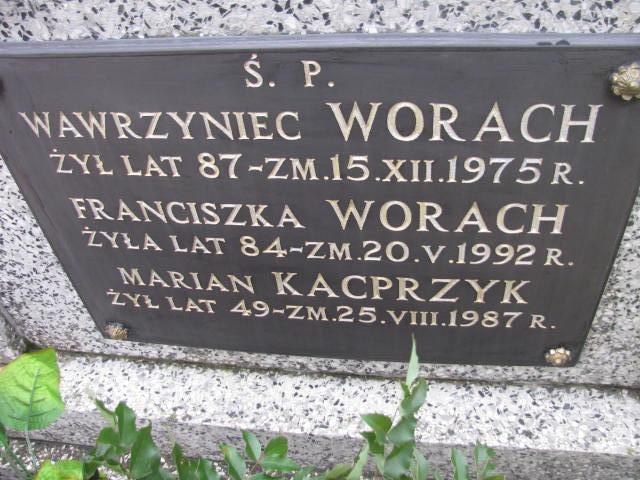 Ś. P.
WAWRZYNIEC WORACH
ŻYŁ LAT 87-ZM.15.XII.1975 R.
FRANCISZKA WORACH
ŻYŁA LAT 84-ZM.20.V.1992 R.
MARIAN KACPRZYK
ŻYŁ LAT 49-ZM.25.VIII.1987 R.